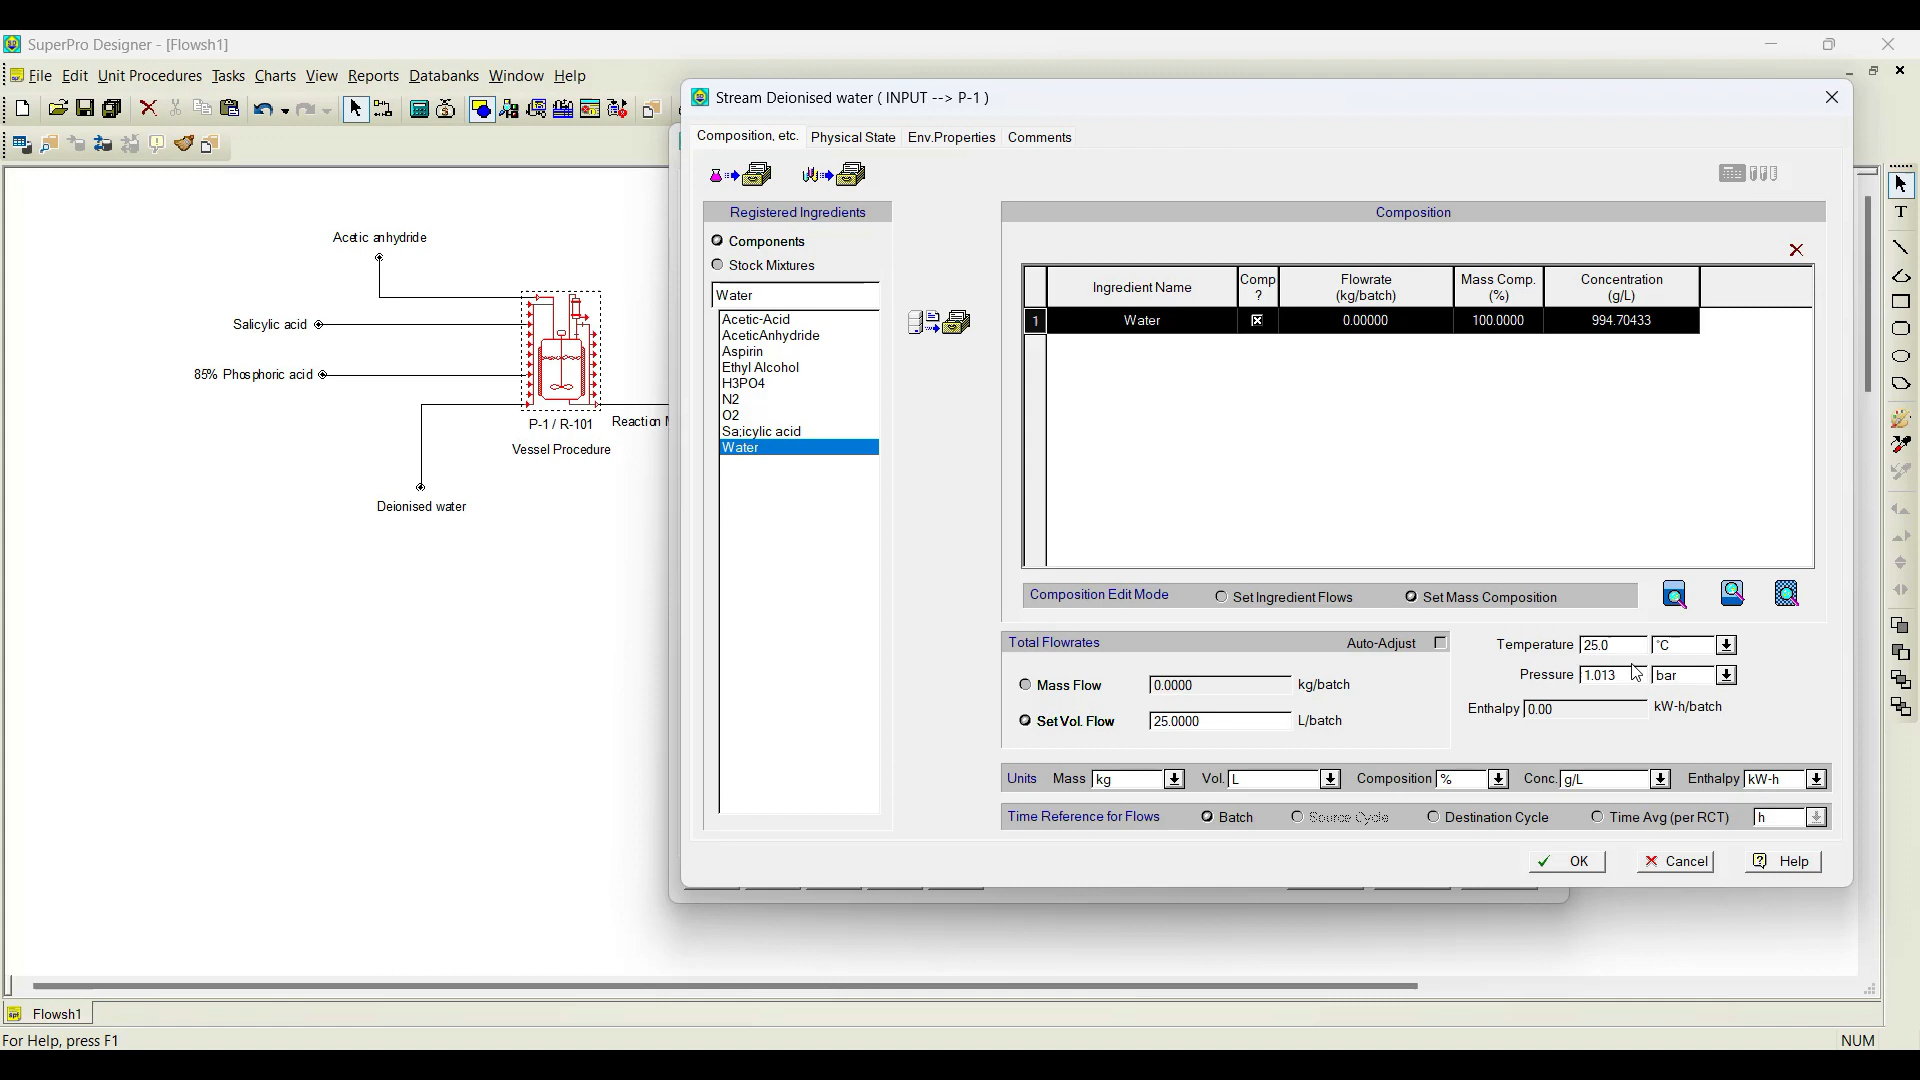 SuperPro Designer - [Flowsh1]
File Edit Unit Procedures Tasks Charts View Reports Databanks Window Help
Acetic anhydride
Salicylic acid
85% Phosphoric acid
P-1 / R-101
Reaction
Vessel Procedure
Deionised water
Stream Deionised water ( INPUT --> P-1 )
Composition, etc. Physical State Env.Properties Comments
Registered Ingredients
Components
Stock Mixtures
Water
Acetic-Acid
AceticAnhydride
Aspirin
Ethyl Alcohol
H3PO4
N2
O2
Sa;icylic acid
Water
Composition
Ingredient Name Comp ? Flowrate (kg/batch) Mass Comp. (%) Concentration (g/L)
1 Water 0.00000 100.0000 994.70433
Composition Edit Mode Set Ingredient Flows Set Mass Composition
Total Flowrates Auto-Adjust
Mass Flow 0.0000 kg/batch
Set Vol. Flow 25.0000 L/batch
Temperature 25.0 °C
Pressure 1.013 bar
Enthalpy 0.00 kW-h/batch
Units Mass kg Vol. L Composition % Conc. g/L Enthalpy kW-h
Time Reference for Flows Batch Source Cycle Destination Cycle Time Avg (per RCT) h
OK Cancel Help
Flowsh1
For Help, press F1
NUM